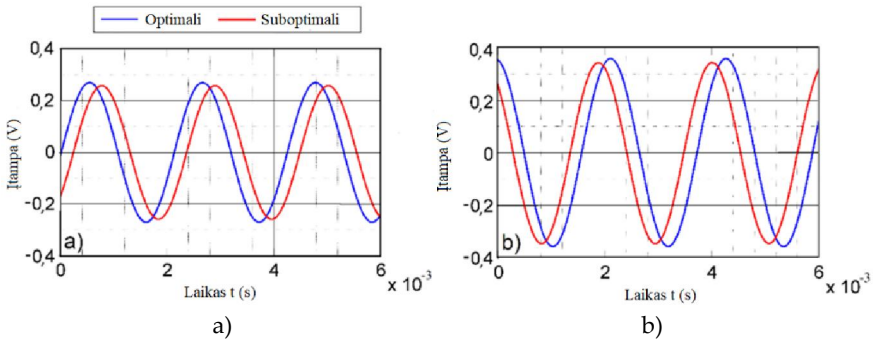 Optimali Suboptimali
0,4
0,2
0
-0,2
-0,4
Įtampa (V)
a)
0 2 4 6
x 10⁻³
Laikas t (s)
a)
0,4
0,2
0
-0,2
-0,4
Įtampa (V)
b)
0 2 4 6
x 10⁻³
Laikas t (s)
b)